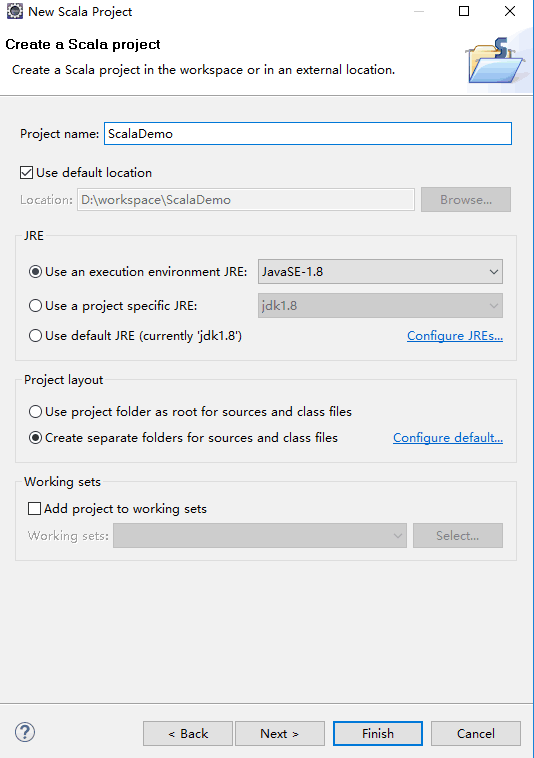 New Scala Project
Create a Scala project
Create a Scala project in the workspace or in an external location.
Project name: ScalaDemo
Use default location
Location: D:\workspace\ScalaDemo Browse...
JRE
Use an execution environment JRE: JavaSE-1.8
Use a project specific JRE: jdk1.8
Use default JRE (currently 'jdk1.8') Configure JREs...
Project layout
Use project folder as root for sources and class files
Create separate folders for sources and class files Configure default...
Working sets
Add project to working sets
Working sets: Select...
? < Back Next > Finish Cancel